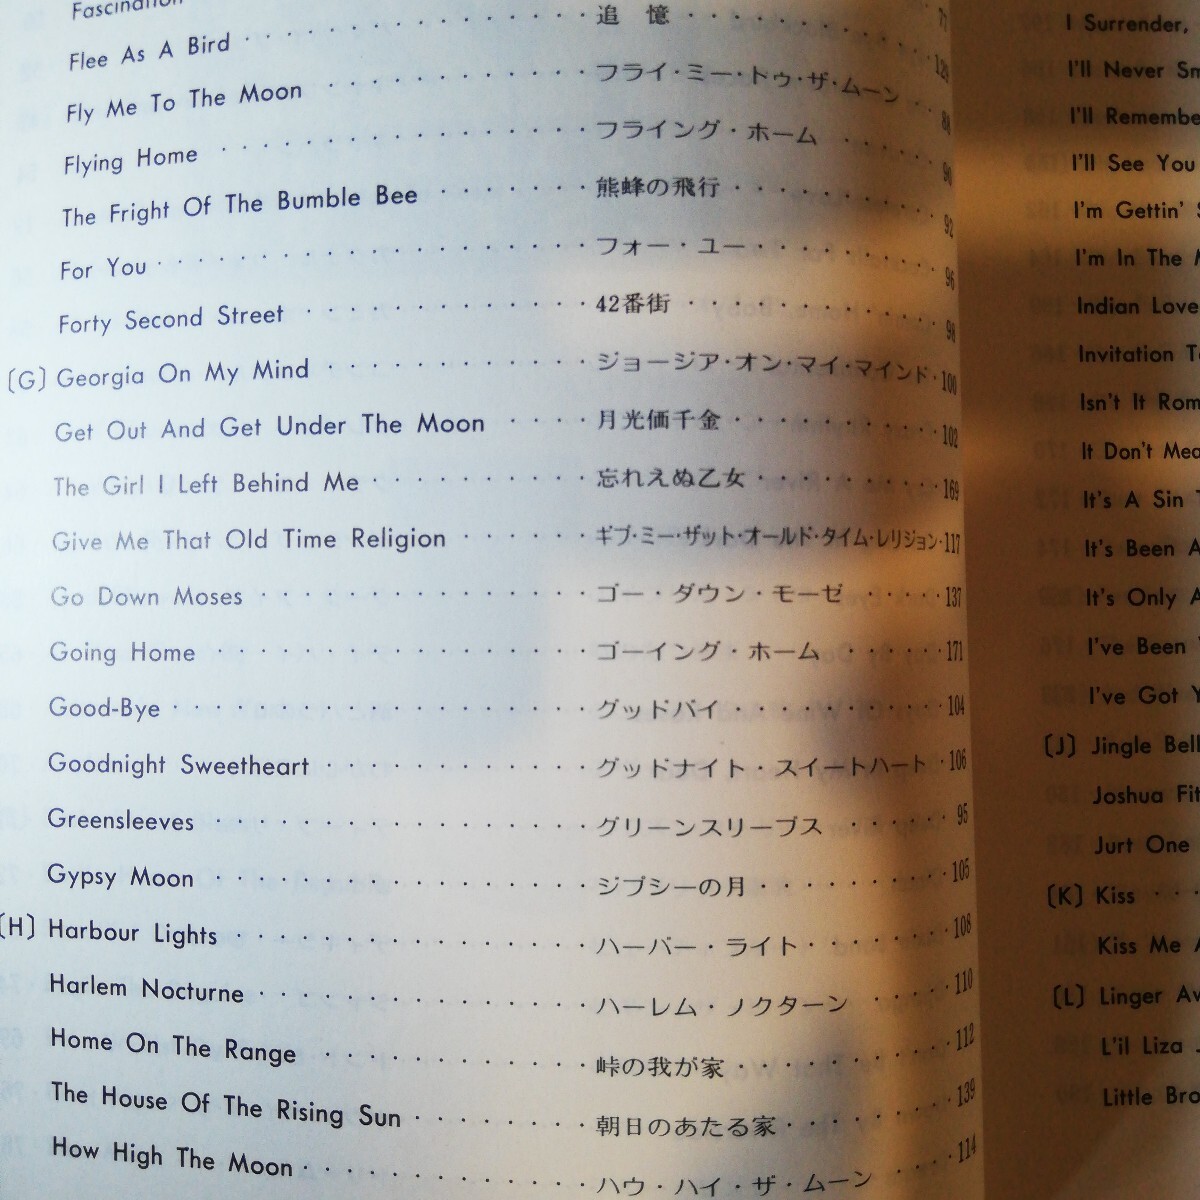 Fascination 77
Flee As A Bird 追憶
Fly Me To The Moon フライ・ミー・トゥ・ザ・ムーン 88
Flying Home フライング・ホーム 90
The Fright Of The Bumble Bee 熊蜂の飛行 92
For You フォー・ユー 96
Forty Second Street 42番街 98
(G) Georgia On My Mind ジョージア・オン・マイ・マインド 100
Get Out And Get Under The Moon 月光価千金 102
The Girl I Left Behind Me 忘れえぬ乙女 169
Give Me That Old Time Religion ギブ・ミー・ザット・オールド・タイム・レリジョン 117
Go Down Moses ゴー・ダウン・モーゼ 137
Going Home ゴーイング・ホーム 171
Good-Bye グッドバイ 104
Goodnight Sweetheart グッドナイト・スイートハート 106
Greensleeves グリーンスリーブス 95
Gypsy Moon ジプシーの月 105
(H) Harbour Lights ハーバー・ライト 108
Harlem Nocturne ハーレム・ノクターン 110
Home On The Range 峠の我が家 112
The House Of The Rising Sun 朝日のあたる家 139
How High The Moon ハウ・ハイ・ザ・ムーン 114
I Surrender,
I'll Never Sm
I'll Remembe
I'll See You
I'm Gettin' S
I'm In The M
Indian Love
Invitation To
Isn't It Rom
It Don't Mea
It's A Sin T
It's Been A
It's Only A
I've Been
I've Got Y
(J) Jingle Bell
Joshua Fit
Jurt One
(K) Kiss
Kiss Me A
(L) Linger Aw
L'il Liza J
Little Bro